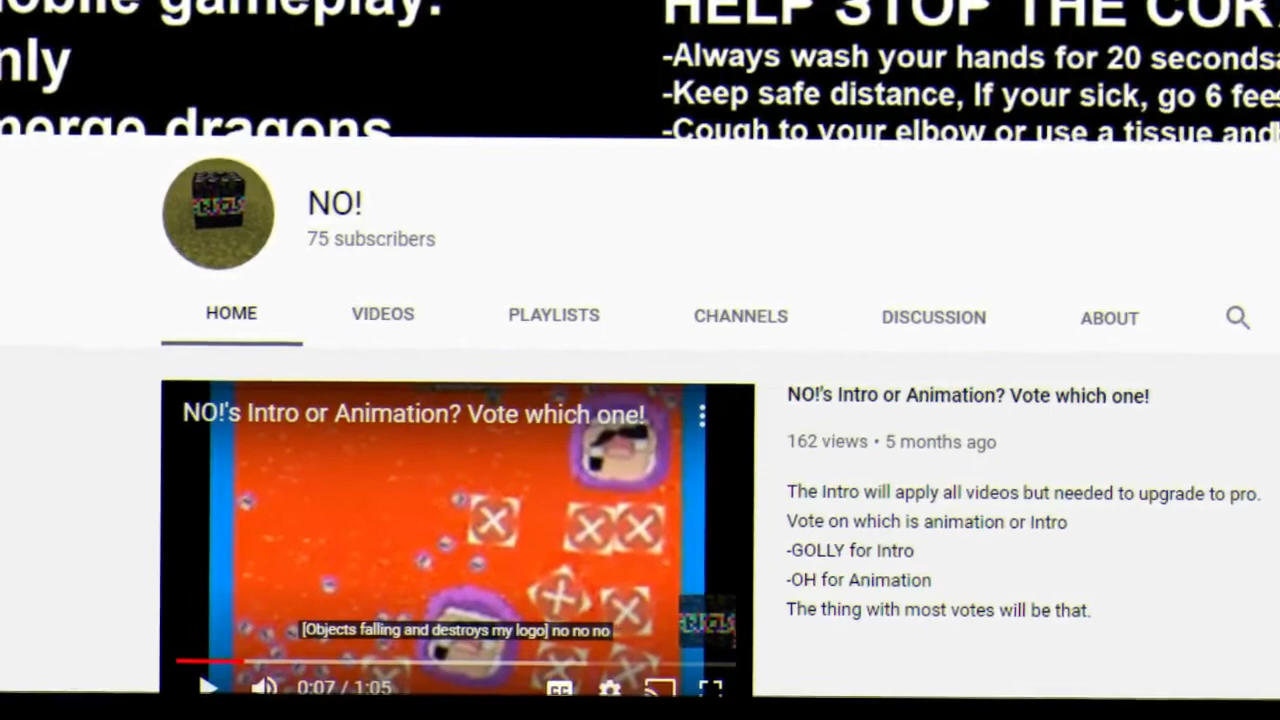 mobile gameplay:
HELP STOP THE
nly
-Always wash your hands for 20 seconds
-Keep safe distance, If your sick, go 6 fee
merge dragons
-Cough to your elbow or use a tissue and
NO!
75 subscribers
HOME VIDEOS PLAYLISTS CHANNELS DISCUSSION ABOUT
NO!'s Intro or Animation? Vote which one!
NO!'s Intro or Animation? Vote which one!
162 views • 5 months ago
The Intro will apply all videos but needed to upgrade to pro.
Vote on which is animation or Intro
-GOLLY for Intro
-OH for Animation
The thing with most votes will be that.
[Objects falling and destroys my logo] no no no
0:07 / 1:05
CC